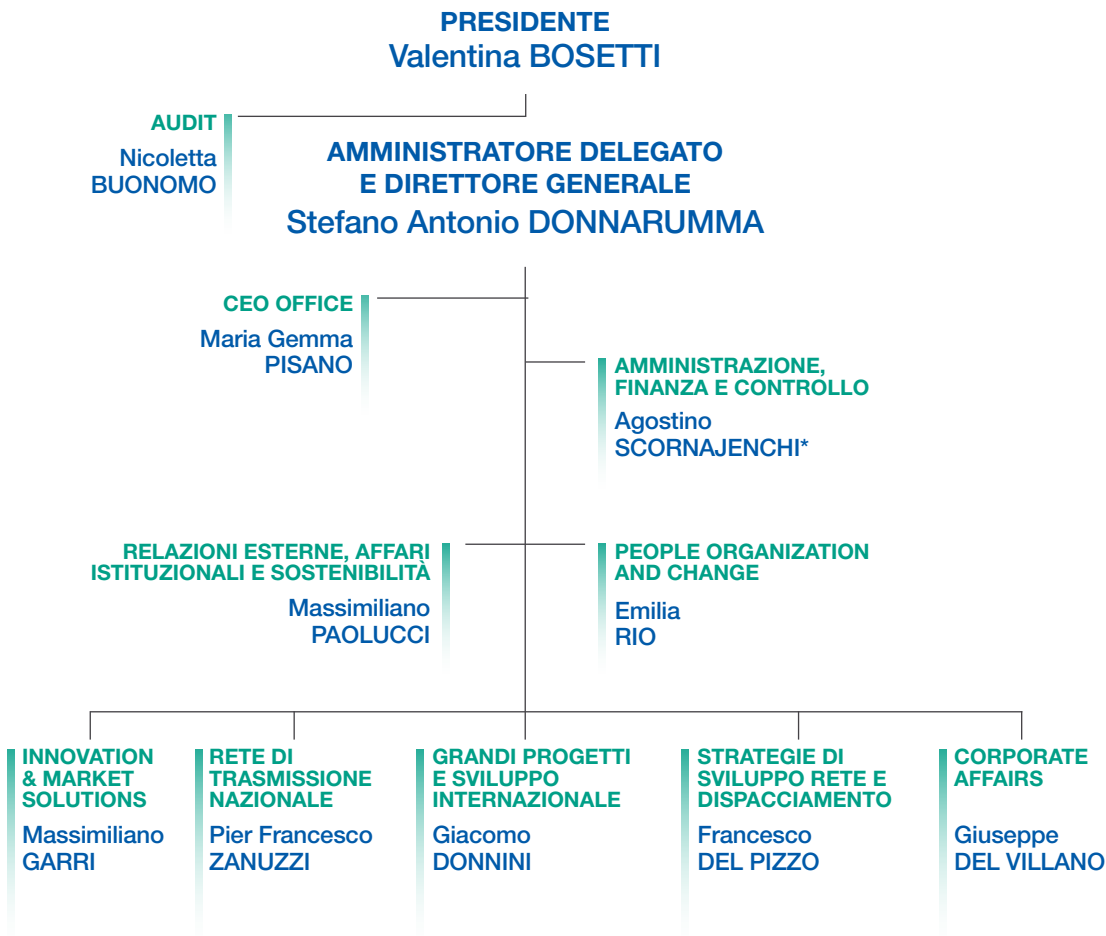 PRESIDENTE
Valentina BOSETTI
AUDIT
Nicoletta
BUONOMO
AMMINISTRATORE DELEGATO
E DIRETTORE GENERALE
Stefano Antonio DONNARUMMA
CEO OFFICE
Maria Gemma
PISANO
AMMINISTRAZIONE,
FINANZA E CONTROLLO
Agostino
SCORNAJENCHI*
RELAZIONI ESTERNE, AFFARI
ISTITUZIONALI E SOSTENIBILITÀ
Massimiliano
PAOLUCCI
PEOPLE ORGANIZATION
AND CHANGE
Emilia
RIO
INNOVATION
& MARKET
SOLUTIONS
Massimiliano
GARRI
RETE DI
TRASMISSIONE
NAZIONALE
Pier Francesco
ZANUZZI
GRANDI PROGETTI
E SVILUPPO
INTERNAZIONALE
Giacomo
DONNINI
STRATEGIE DI
SVILUPPO RETE E
DISPACCIAMENTO
Francesco
DEL PIZZO
CORPORATE
AFFAIRS
Giuseppe
DEL VILLANO